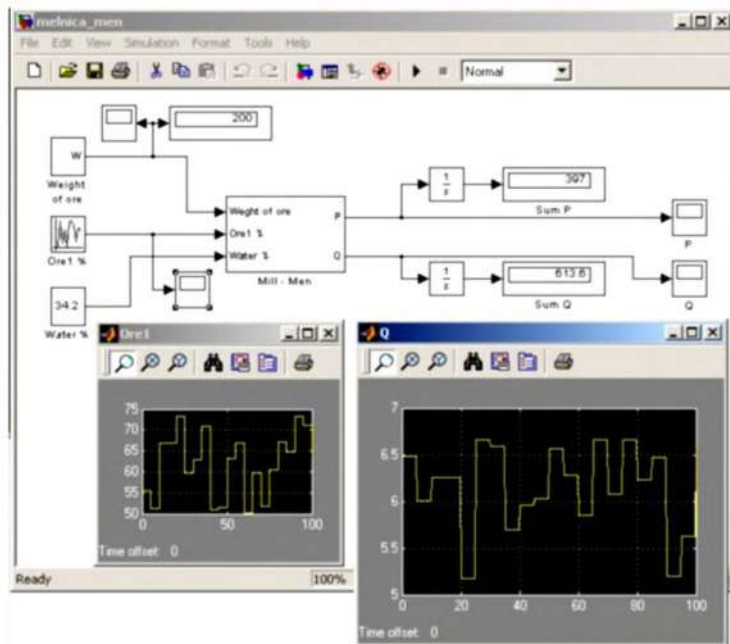 melnica_men
File Edit View Simulation Format Tools Help
Normal
200
W
Weight
of ore
Ore1 %
34.2
Water %
Weght of ore
Ore1 %
Water %
P
Q
Mill - Men
1
s
397
Sum P
P
1
s
613.6
Sum Q
Q
Ore1
75
70
65
60
55
50
0
50
100
Time offset: 0
Q
7
6.5
6
5.5
5
0
20
40
60
80
100
Time offset: 0
Ready
100%